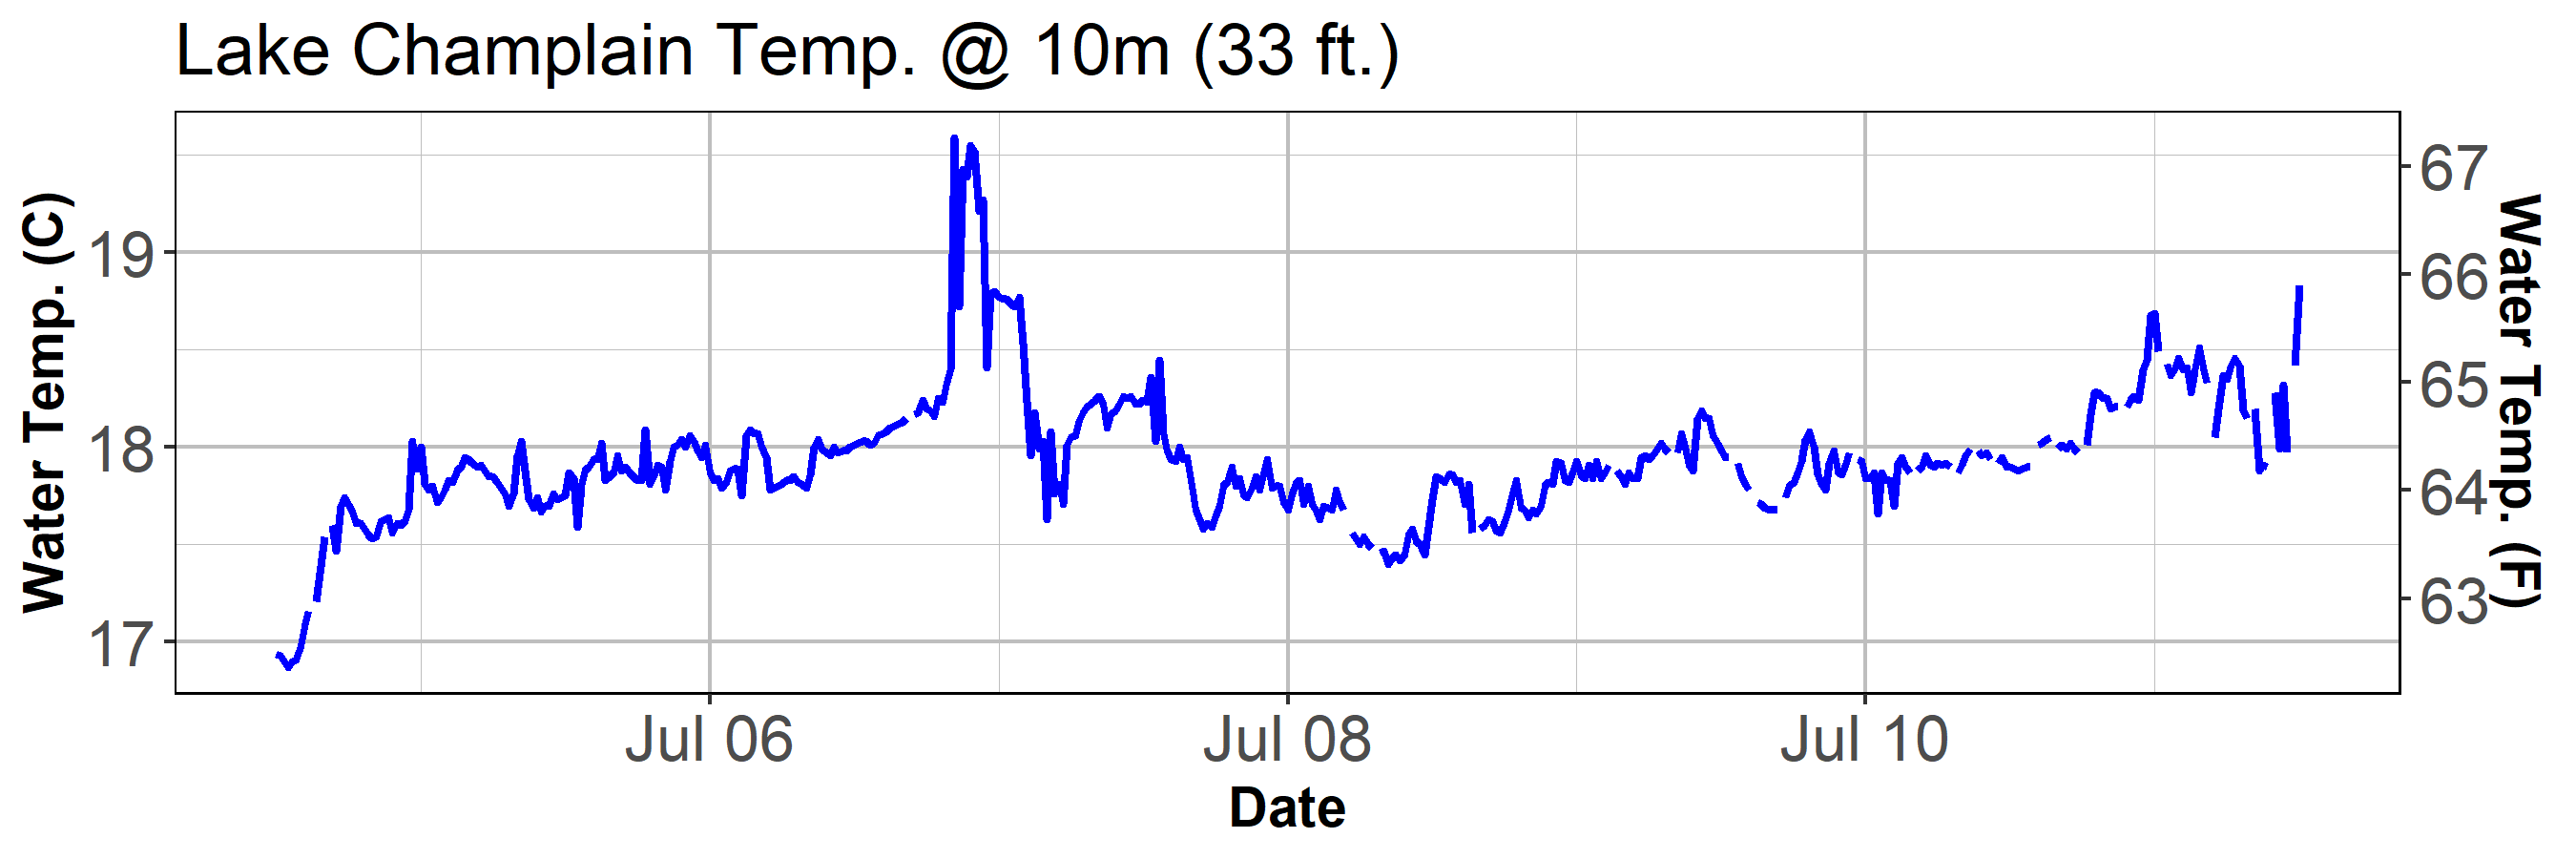 Lake Champlain Temp. @ 10m (33 ft.)
Water Temp. (C)
19
18
17
67
66
65
64
63
Water Temp. (F)
Jul 06 Jul 08 Jul 10
Date